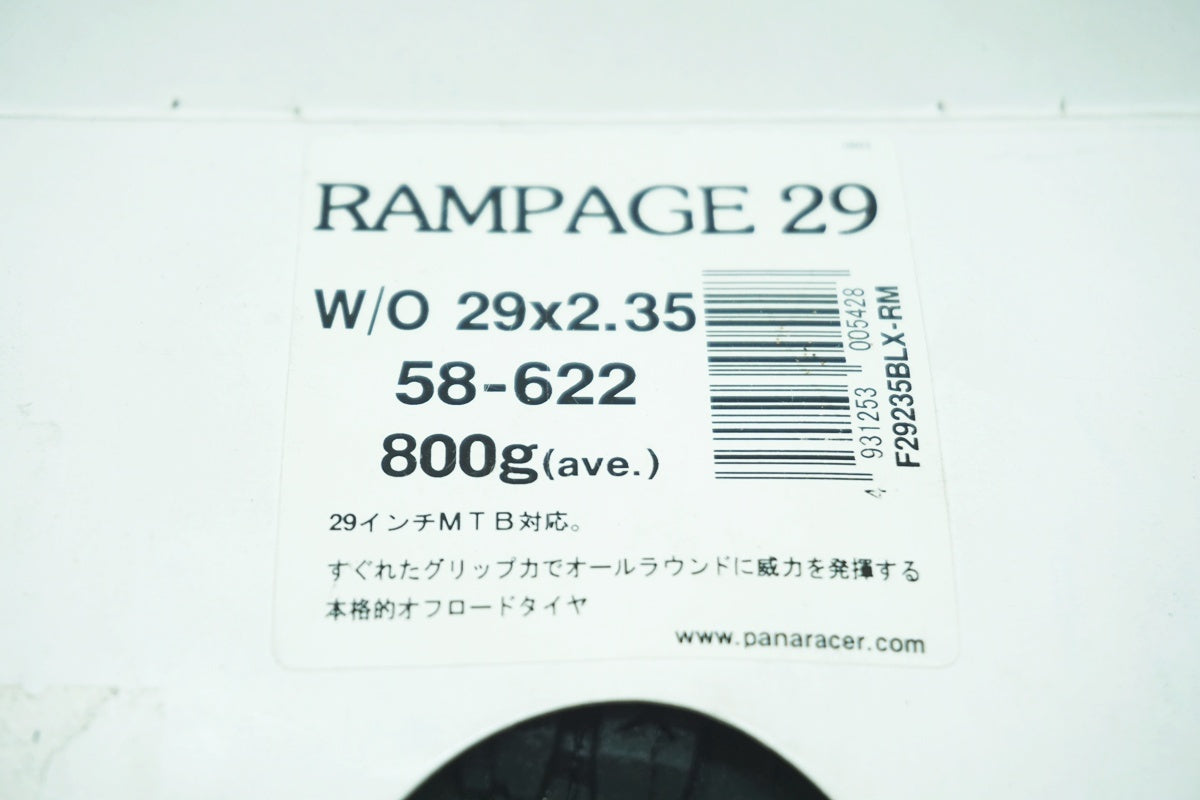 RAMPAGE 29
W/O 29x2.35
58-622
800g(ave.)
4 931253 005428
F29235BLX-RM
29インチMTB対応。
すぐれたグリップ力でオールラウンドに威力を発揮する
本格的オフロードタイヤ
www.panaracer.com